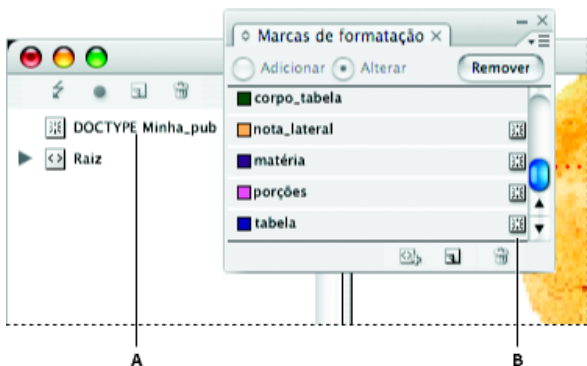 Marcas de formatação
Adicionar Alterar Remover
corpo_tabela
DOCTYPE Minha_pub
nota_lateral
Raiz
matéria
porções
tabela
A B